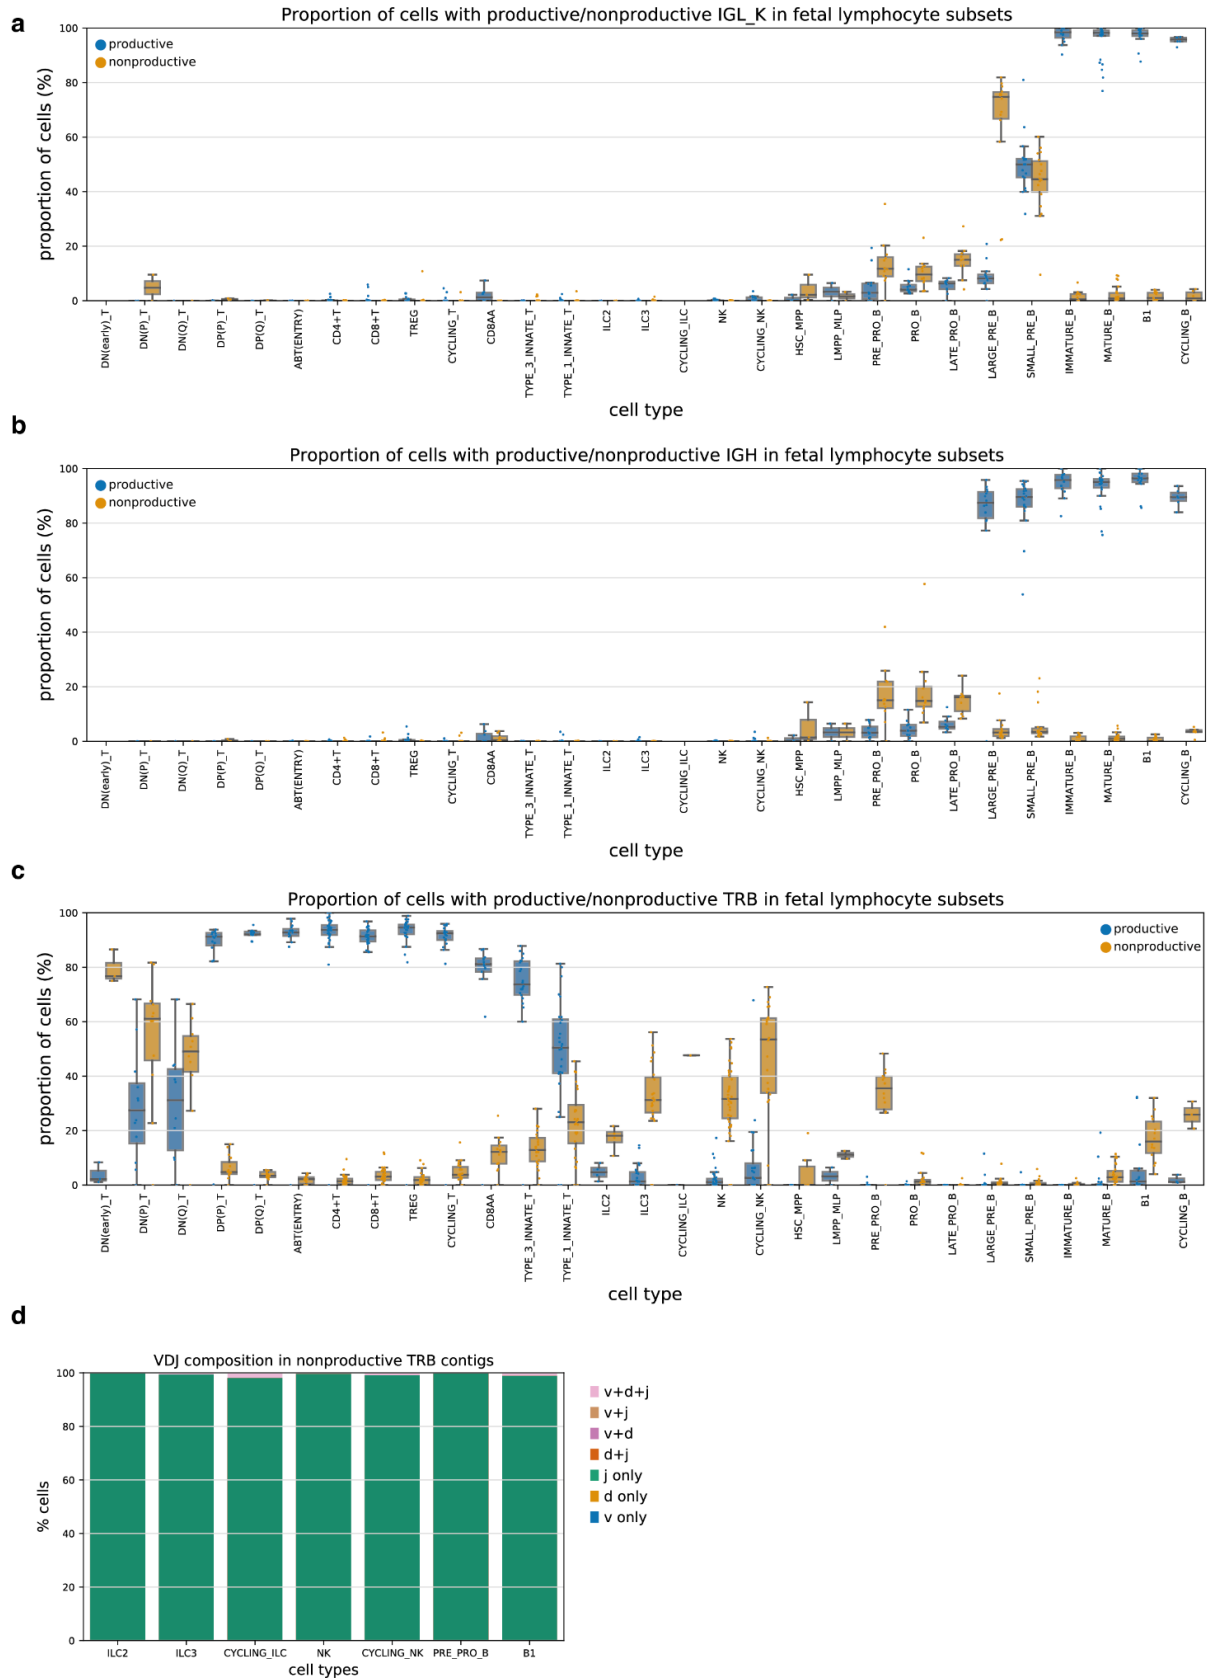 a
Proportion of cells with productive/nonproductive IGL_K in fetal lymphocyte subsets
productive
nonproductive
proportion of cells (%)
100
80
60
40
20
0
DN(early)_T
DN(P)_T
DN(Q)_T
DP(P)_T
DP(Q)_T
ABT(ENTRY)
CD4+T
CD8+T
TREG
CYCLING_T
CD8AA
TYPE_3_INNATE_T
TYPE_1_INNATE_T
ILC2
ILC3
CYCLING_ILC
NK
CYCLING_NK
HSC_MPP
LMPP_MLP
PRE_PRO_B
PRO_B
LATE_PRO_B
LARGE_PRE_B
SMALL_PRE_B
IMMATURE_B
MATURE_B
B1
CYCLING_B
cell type
b
Proportion of cells with productive/nonproductive IGH in fetal lymphocyte subsets
productive
nonproductive
proportion of cells (%)
100
80
60
40
20
0
DN(early)_T
DN(P)_T
DN(Q)_T
DP(P)_T
DP(Q)_T
ABT(ENTRY)
CD4+T
CD8+T
TREG
CYCLING_T
CD8AA
TYPE_3_INNATE_T
TYPE_1_INNATE_T
ILC2
ILC3
CYCLING_ILC
NK
CYCLING_NK
HSC_MPP
LMPP_MLP
PRE_PRO_B
PRO_B
LATE_PRO_B
LARGE_PRE_B
SMALL_PRE_B
IMMATURE_B
MATURE_B
B1
CYCLING_B
cell type
c
Proportion of cells with productive/nonproductive TRB in fetal lymphocyte subsets
productive
nonproductive
proportion of cells (%)
100
80
60
40
20
0
DN(early)_T
DN(P)_T
DN(Q)_T
DP(P)_T
DP(Q)_T
ABT(ENTRY)
CD4+T
CD8+T
TREG
CYCLING_T
CD8AA
TYPE_3_INNATE_T
TYPE_1_INNATE_T
ILC2
ILC3
CYCLING_ILC
NK
CYCLING_NK
HSC_MPP
LMPP_MLP
PRE_PRO_B
PRO_B
LATE_PRO_B
LARGE_PRE_B
SMALL_PRE_B
IMMATURE_B
MATURE_B
B1
CYCLING_B
cell type
d
VDJ composition in nonproductive TRB contigs
% cells
100
80
60
40
20
0
ILC2
ILC3
CYCLING_ILC
NK
CYCLING_NK
PRE_PRO_B
B1
cell types
v+d+j
v+j
v+d
d+j
j only
d only
v only